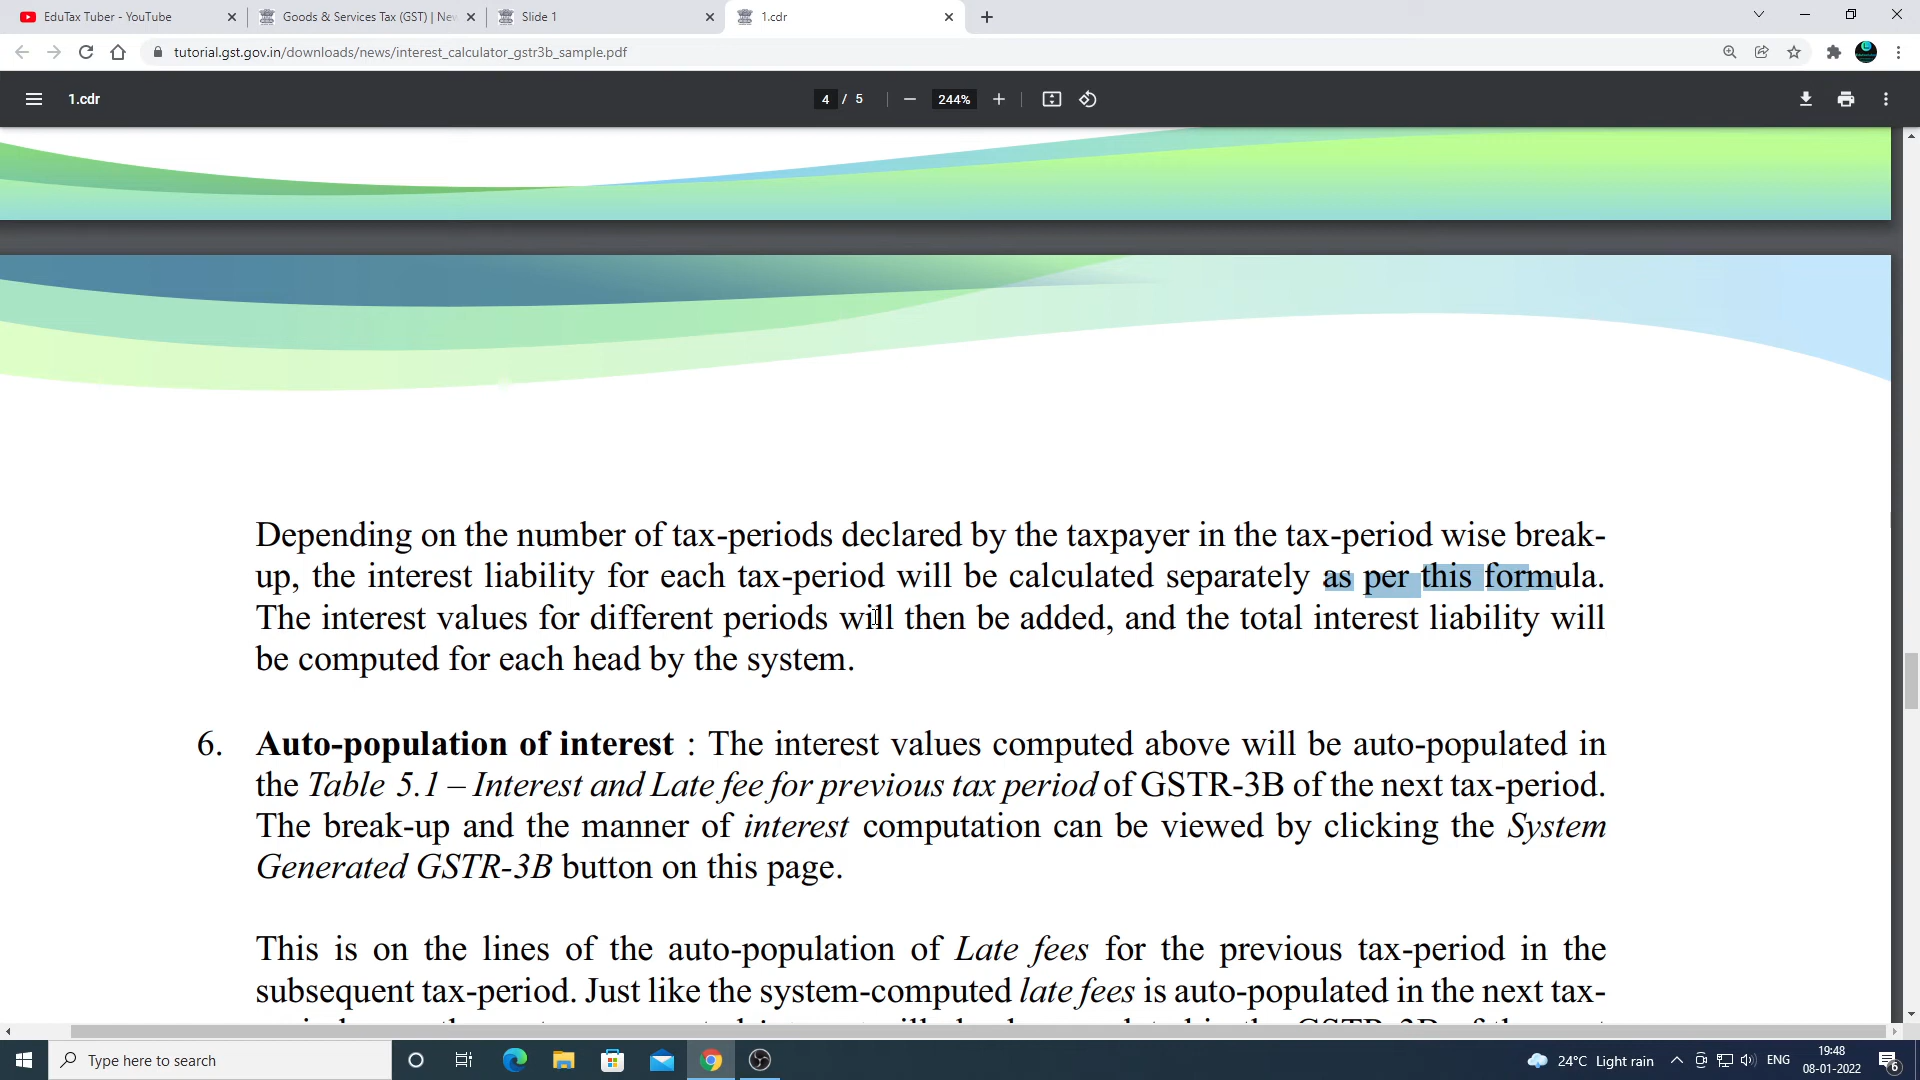 EduTax Tuber - YouTube
Goods & Services Tax (GST) | Nev
Slide 1
1.cdr
tutorial.gst.gov.in/downloads/news/interest_calculator_gstr3b_sample.pdf
1.cdr
4 / 5
244%
Depending on the number of tax-periods declared by the taxpayer in the tax-period wise break-
up, the interest liability for each tax-period will be calculated separately as per this formula.
The interest values for different periods will then be added, and the total interest liability will
be computed for each head by the system.
6. Auto-population of interest : The interest values computed above will be auto-populated in
the Table 5.1 – Interest and Late fee for previous tax period of GSTR-3B of the next tax-period.
The break-up and the manner of interest computation can be viewed by clicking the System
Generated GSTR-3B button on this page.
This is on the lines of the auto-population of Late fees for the previous tax-period in the
subsequent tax-period. Just like the system-computed late fees is auto-populated in the next tax-
Type here to search
24°C Light rain
ENG
19:48
08-01-2022
6